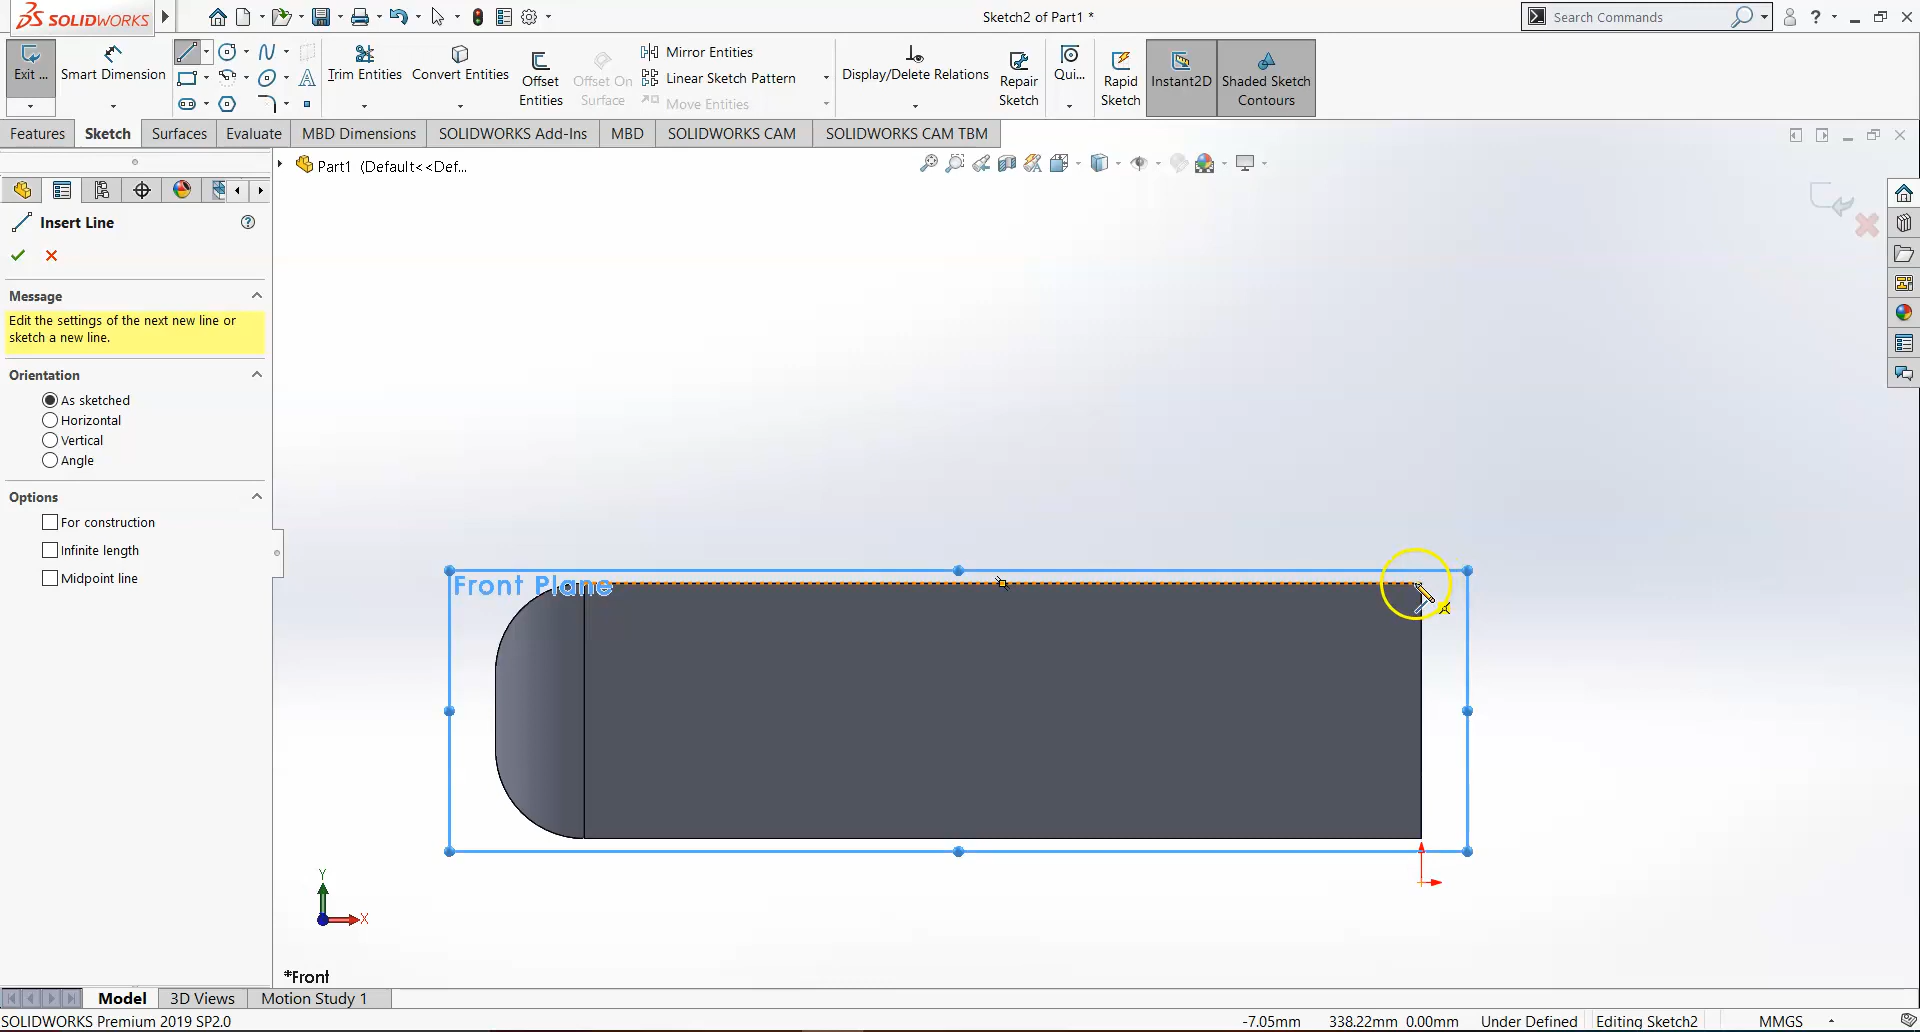 SOLIDWORKS
Sketch2 of Part1 *
Search Commands
?
Exit ...
Smart Dimension
Trim Entities
Convert Entities
Offset Entities
Offset On Surface
Mirror Entities
Linear Sketch Pattern
Move Entities
Display/Delete Relations
Repair Sketch
Qui...
Rapid Sketch
Instant2D
Shaded Sketch Contours
Features
Sketch
Surfaces
Evaluate
MBD Dimensions
SOLIDWORKS Add-Ins
MBD
SOLIDWORKS CAM
SOLIDWORKS CAM TBM
Part1 (Default<<Def...
Insert Line
?
Message
Edit the settings of the next new line or
sketch a new line.
Orientation
As sketched
Horizontal
Vertical
Angle
Options
For construction
Infinite length
Midpoint line
Front Plane
Y
X
*Front
Model
3D Views
Motion Study 1
SOLIDWORKS Premium 2019 SP2.0
-7.05mm
338.22mm 0.00mm
Under Defined
Editing Sketch2
MMGS